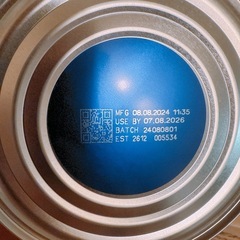 MFG 08.08.2024 11:35
USE BY 07.08.2026
BATCH 24080801
EST 2612 005534